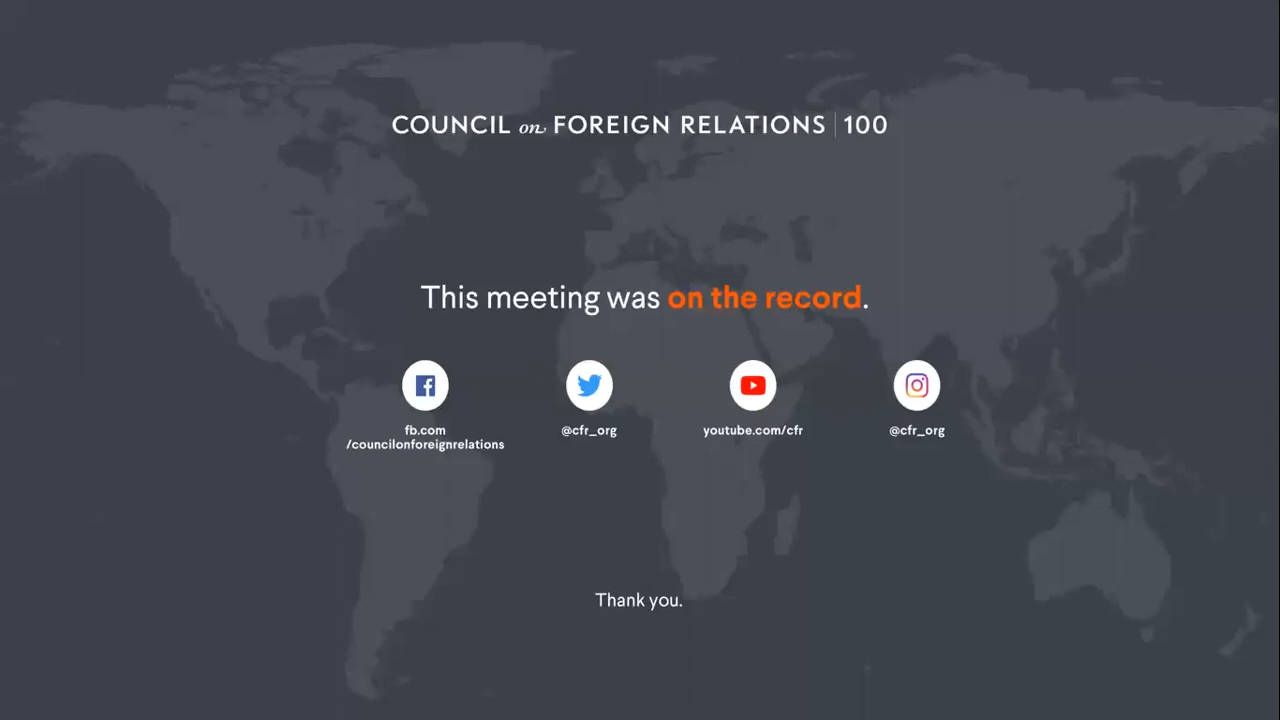 COUNCIL on FOREIGN RELATIONS | 100
This meeting was on the record.
fb.com
/councilonforeignrelations
@cfr_org
youtube.com/cfr
@cfr_org
Thank you.